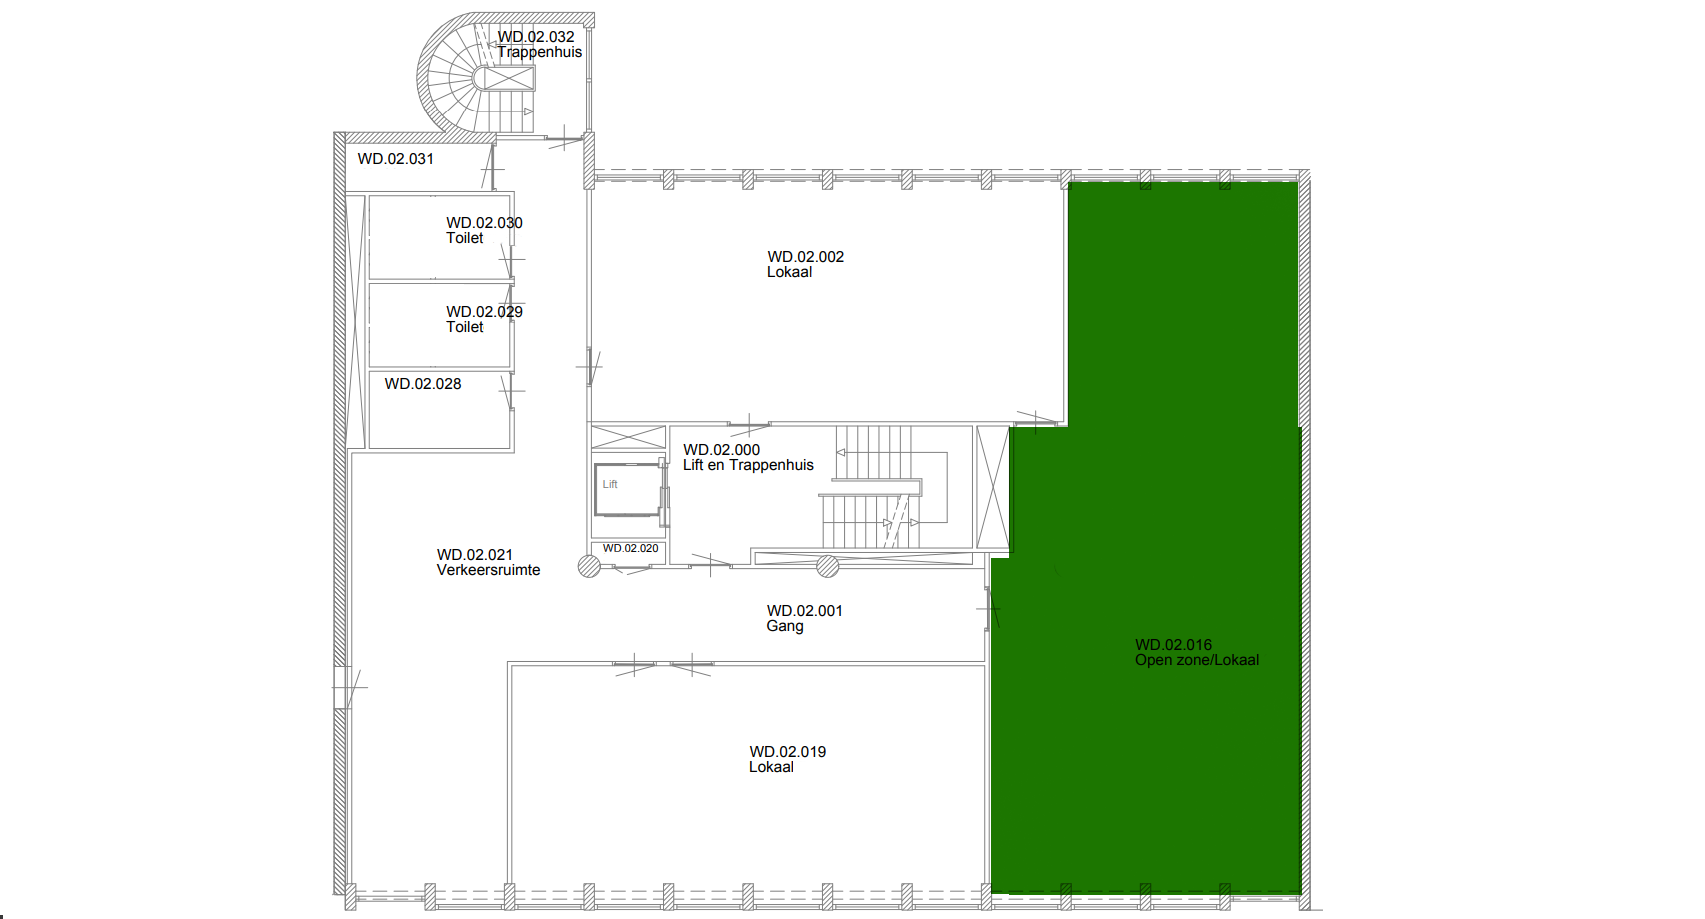 WD.02.032
Trappenhuis
WD.02.031
WD.02.030
Toilet
WD.02.002
Lokaal
WD.02.029
Toilet
WD.02.028
WD.02.000
Lift en Trappenhuis
Lift
WD.02.020
WD.02.021
Verkeersruimte
WD.02.001
Gang
WD.02.016
Open zone/Lokaal
WD.02.019
Lokaal